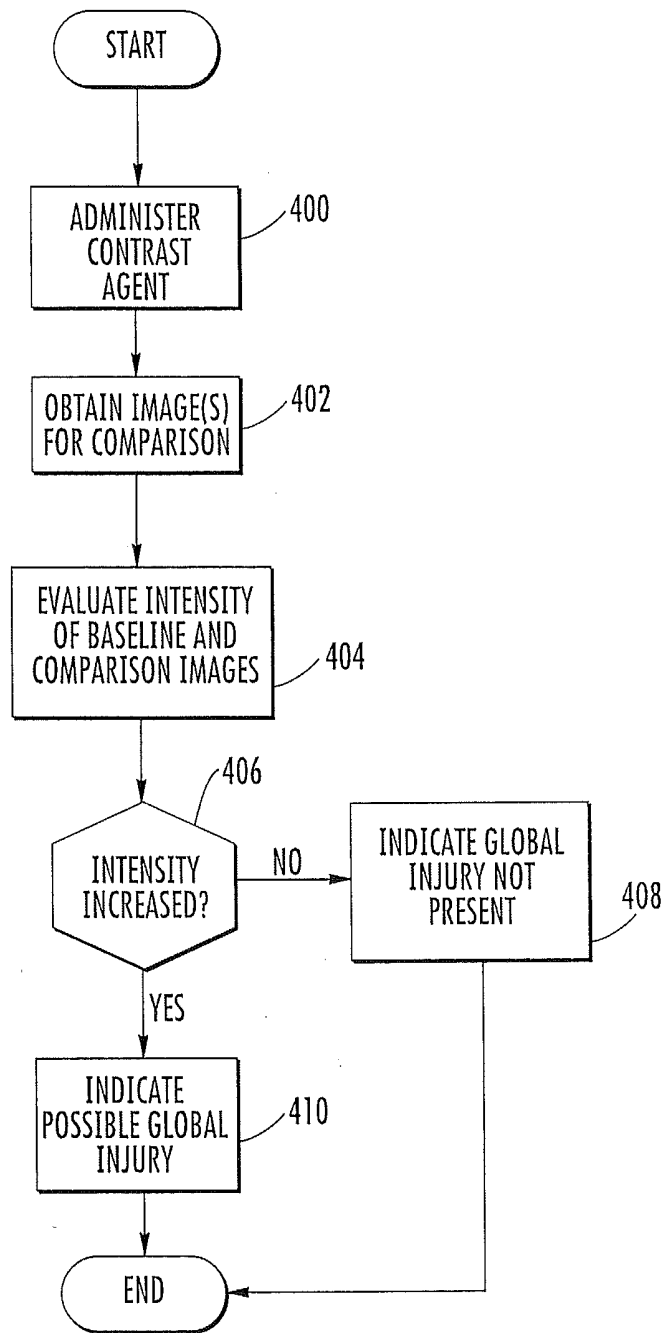 START
ADMINISTER
CONTRAST
AGENT
400
OBTAIN IMAGE(S)
FOR COMPARISON
402
EVALUATE INTENSITY
OF BASELINE AND
COMPARISON IMAGES
404
406
INTENSITY
INCREASED?
NO
INDICATE GLOBAL
INJURY NOT
PRESENT
408
YES
INDICATE
POSSIBLE GLOBAL
INJURY
410
END